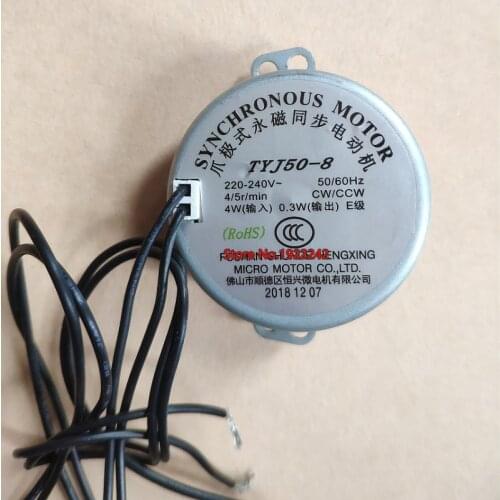 SYNCHRONOUS MOTOR
爪极式永磁同步电动机
TYJ50-8
220-240V~ 50/60Hz
4/5r/min CW/CCW
4W(输入) 0.3W(输出) E级
(RoHS) CCC
Store No.:1922242
HENGXING
MICRO MOTOR CO.,LTD.
佛山市顺德区恒兴微电机有限公司
2018 12 07